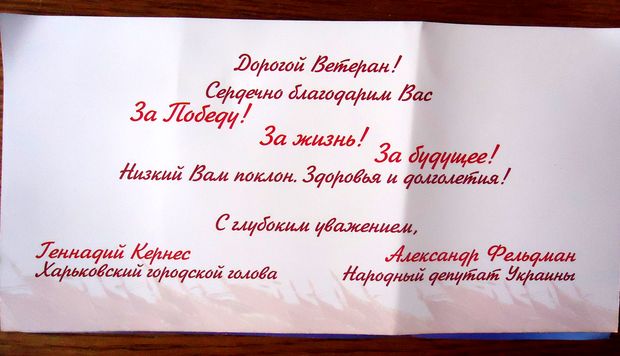 Дорогой Ветеран!
Сердечно благодарим Вас
За Победу!
За жизнь!
За будущее!
Низкий Вам поклон. Здоровья и долголетия!
С глубоким уважением,
Геннадий Кернес
Харьковский городской голова
Александр Фельдман
Народный депутат Украины